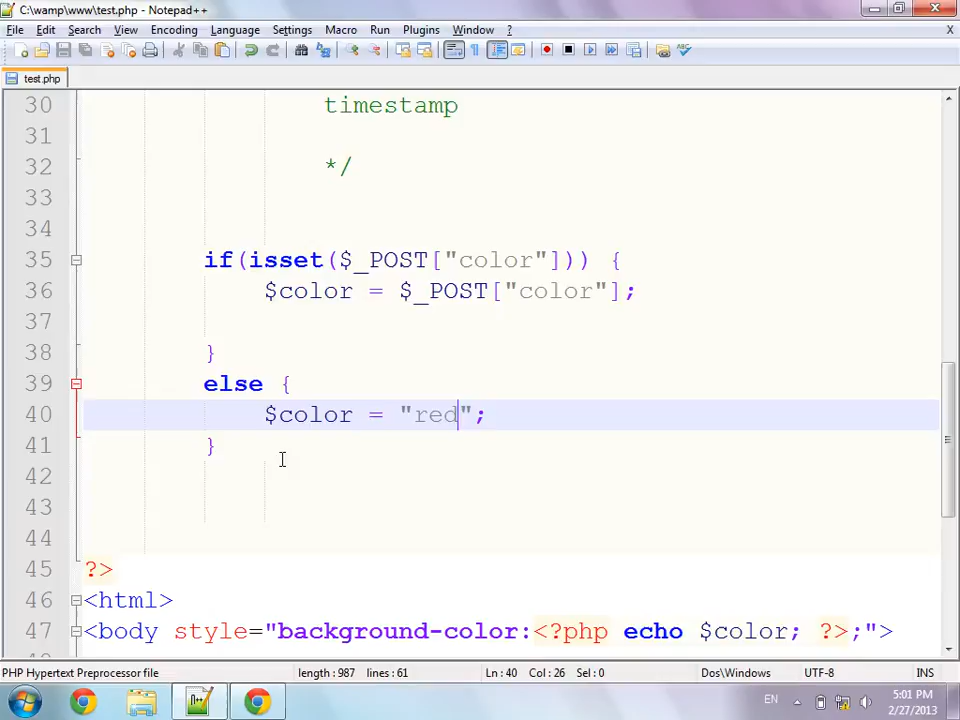 C:\wamp\www\test.php - Notepad++
File Edit Search View Encoding Language Settings Macro Run Plugins Window ? X
test.php
30 timestamp
31
32 */
33
34
35 if(isset($_POST["color"])) {
36 $color = $_POST["color"];
37
38 }
39 else {
40 $color = "red";
41 }
42
43
44
45 ?>
46 <html>
47 <body style="background-color:<?php echo $color; ?>;">
PHP Hypertext Preprocessor file length : 987 lines : 61 Ln : 40 Col : 26 Sel : 0 Dos\Windows UTF-8 INS
EN 5:01 PM
2/27/2013